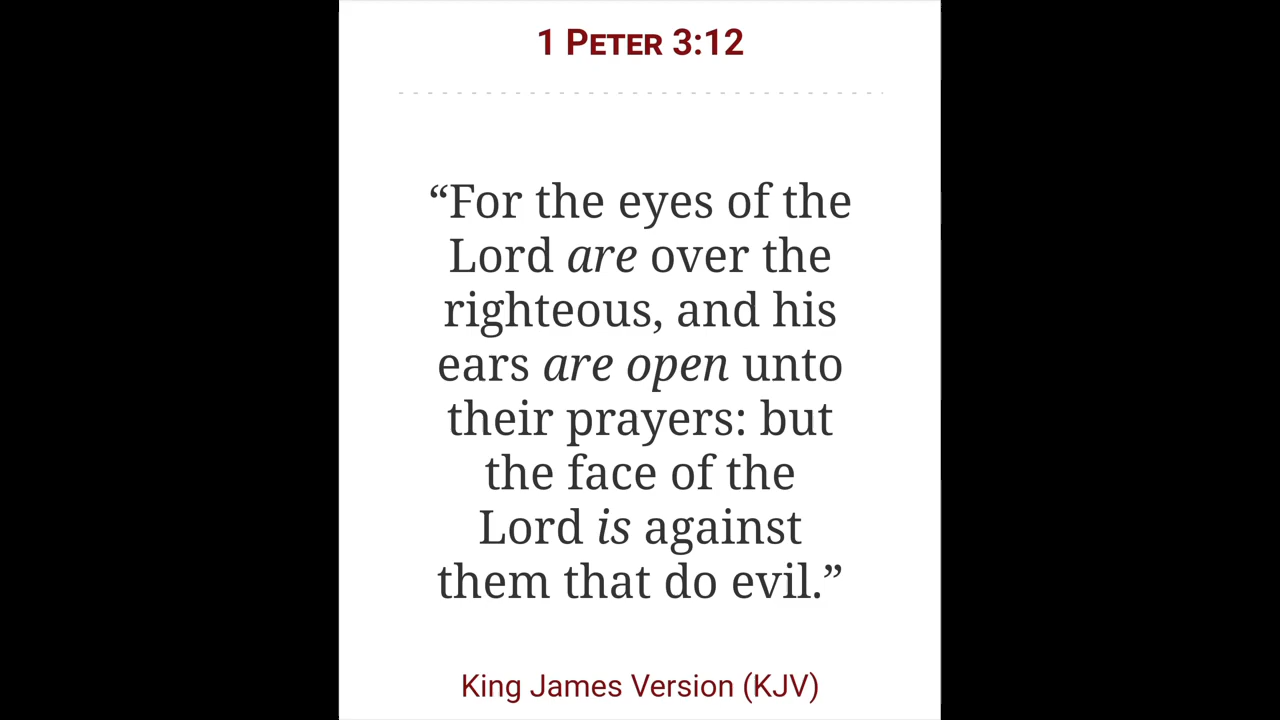 1 Peter 3:12
“For the eyes of the
Lord are over the
righteous, and his
ears are open unto
their prayers: but
the face of the
Lord is against
them that do evil.”
King James Version (KJV)